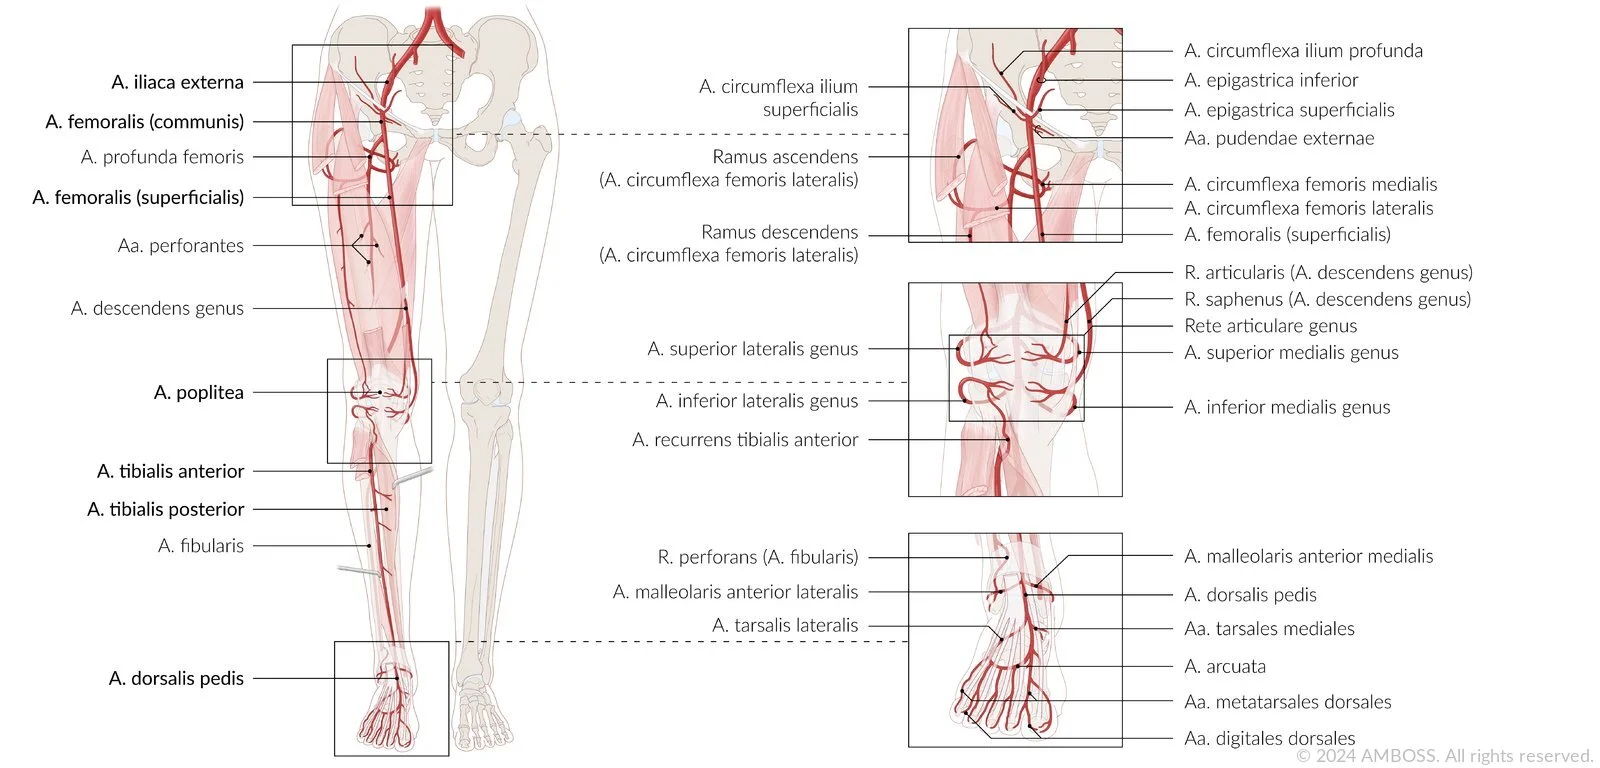 A. iliaca externa
A. femoralis (communis)
A. profunda femoris
A. femoralis (superficialis)
Aa. perforantes
A. descendens genus
A. poplitea
A. tibialis anterior
A. tibialis posterior
A. fibularis
A. dorsalis pedis
A. circumflexa ilium
superficialis
Ramus ascendens
(A. circumflexa femoris lateralis)
Ramus descendens
(A. circumflexa femoris lateralis)
A. circumflexa ilium profunda
A. epigastrica inferior
A. epigastrica superficialis
Aa. pudendae externae
A. circumflexa femoris medialis
A. circumflexa femoris lateralis
A. femoralis (superficialis)
A. superior lateralis genus
A. inferior lateralis genus
A. recurrens tibialis anterior
R. articularis (A. descendens genus)
R. saphenus (A. descendens genus)
Rete articulare genus
A. superior medialis genus
A. inferior medialis genus
R. perforans (A. fibularis)
A. malleolaris anterior lateralis
A. tarsalis lateralis
A. malleolaris anterior medialis
A. dorsalis pedis
Aa. tarsales mediales
A. arcuata
Aa. metatarsales dorsales
Aa. digitales dorsales
© 2024 AMBOSS. All rights reserved.